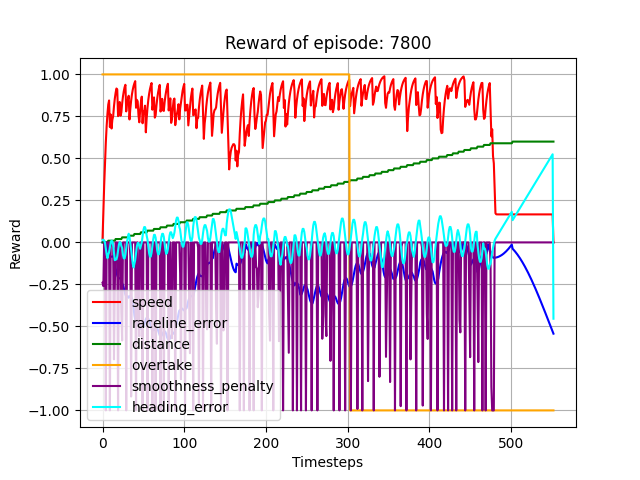 Reward of episode: 7800
1.00
0.75
0.50
0.25
0.00
−0.25
−0.50
−0.75
−1.00
Reward
speed
raceline_error
distance
overtake
smoothness_penalty
heading_error
0 100 200 300 400 500
Timesteps